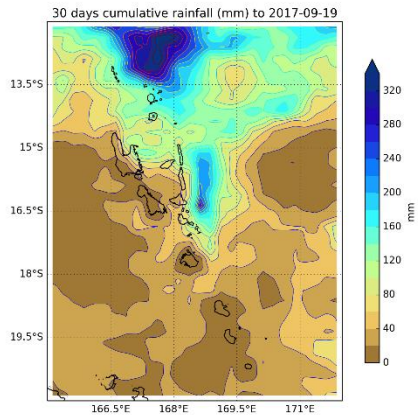 30 days cumulative rainfall (mm) to 2017-09-19
13.5°S
15°S
16.5°S
18°S
19.5°S
166.5°E 168°E 169.5°E 171°E
320
280
240
200
160
120
80
40
0
mm